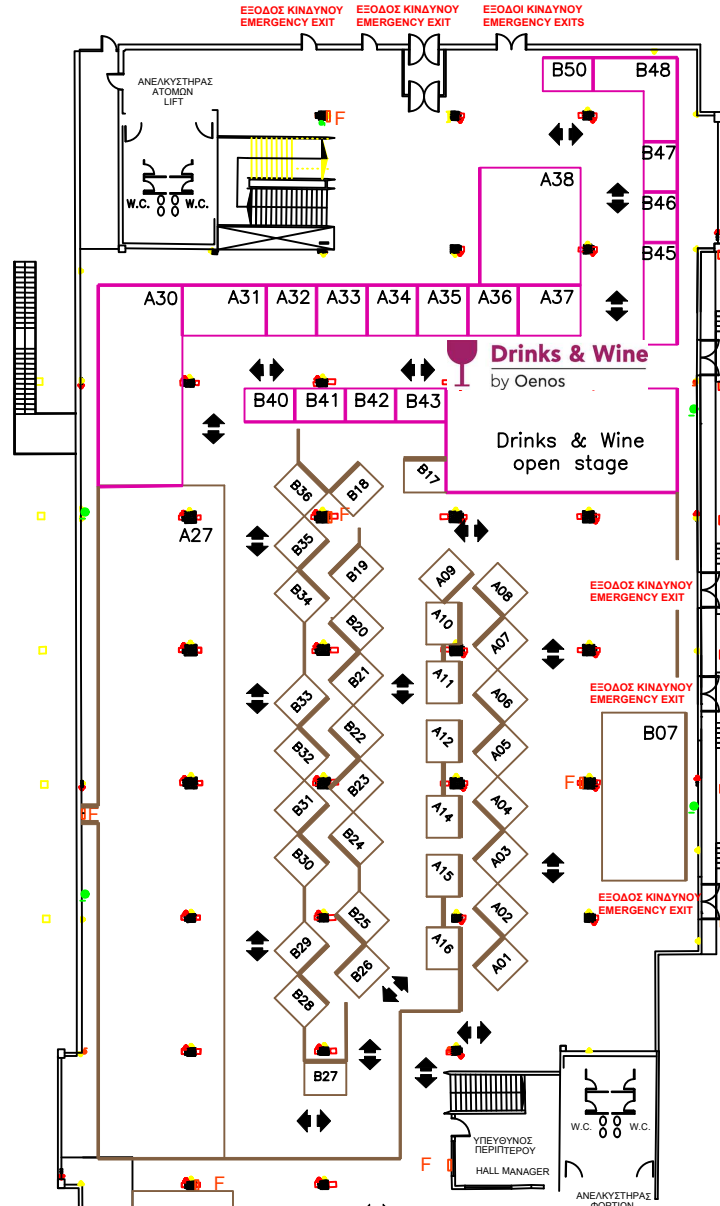 ΕΞΟΔΟΣ ΚΙΝΔΥΝΟΥ
EMERGENCY EXIT
ΕΞΟΔΟΣ ΚΙΝΔΥΝΟΥ
EMERGENCY EXIT
ΕΞΟΔΟΙ ΚΙΝΔΥΝΟΥ
EMERGENCY EXITS
B50
B48
ΑΝΕΛΚΥΣΤΗΡΑΣ
ΑΤΟΜΩΝ
LIFT
F
B47
A38
W.C.
W.C.
B46
B45
A30
A31
A32
A33
A34
A35
A36
A37
Drinks & Wine
by Oenos
B40
B41
B42
B43
Drinks & Wine
open stage
B17
B36
B18
F
A27
B35
B19
A09
A08
ΕΞΟΔΟΣ ΚΙΝΔΥΝΟΥ
EMERGENCY EXIT
B34
B20
A10
A07
B21
A11
ΕΞΟΔΟΣ ΚΙΝΔΥΝΟΥ
EMERGENCY EXIT
B33
A06
B22
A12
A05
B07
B32
B23
F
B31
A14
A04
F
B24
A03
B30
A15
ΕΞΟΔΟΣ ΚΙΝΔΥΝΟΥ
EMERGENCY EXIT
B25
A02
B29
A16
A01
B26
B28
B27
W.C.
W.C.
ΥΠΕΥΘΥΝΟΣ
ΠΕΡΙΠΤΕΡΟΥ
F
HALL MANAGER
F
ΑΝΕΛΚΥΣΤΗΡΑΣ
ΦΟΡΤΙΩΝ